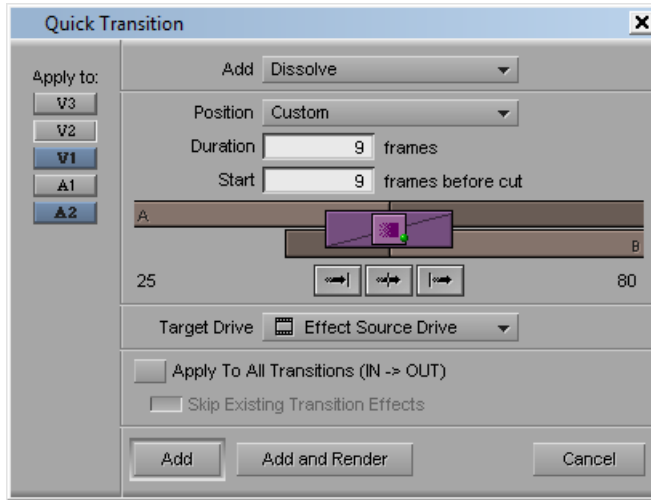 Quick Transition
Apply to:
V3
V2
V1
A1
A2
Add Dissolve
Position Custom
Duration 9 frames
Start 9 frames before cut
A
B
25 80
Target Drive Effect Source Drive
Apply To All Transitions (IN -> OUT)
Skip Existing Transition Effects
Add Add and Render Cancel